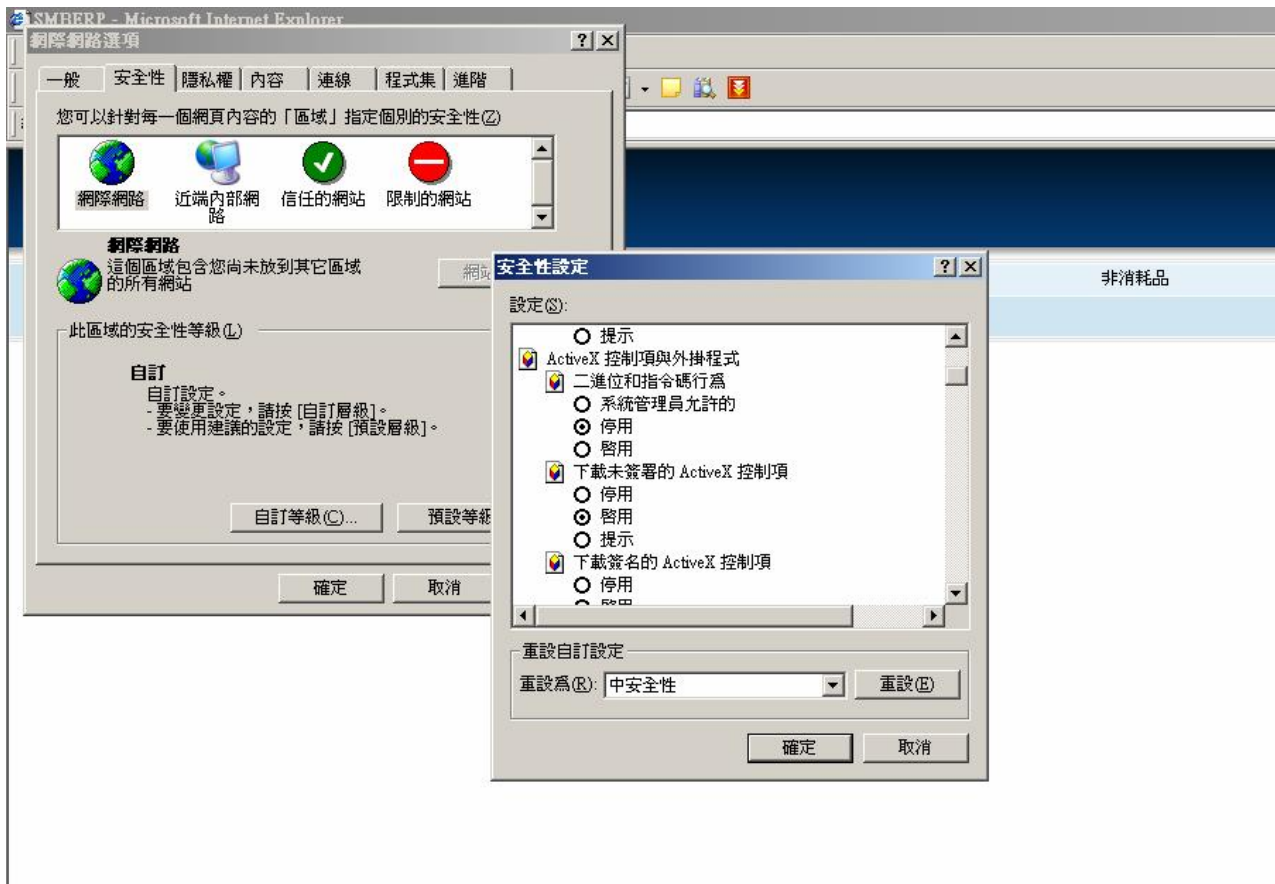 SMBERP - Microsoft Internet Explorer
網際網路選項
一般 安全性 隱私權 內容 連線 程式集 進階
您可以針對每一個網頁內容的「區域」指定個別的安全性(Z)
網際網路 近端內部網路 信任的網站 限制的網站
網際網路
這個區域包含您尚未放到其它區域
的所有網站
此區域的安全性等級(L)
自訂
自訂設定。
- 要變更設定，請按 [自訂層級]。
- 要使用建議的設定，請按 [預設層級]。
自訂等級(C)... 預設等級
確定 取消
非消耗品
安全性設定
設定(S):
提示
ActiveX 控制項與外掛程式
二進位和指令碼行為
系統管理員允許的
停用
啓用
下載未簽署的 ActiveX 控制項
停用
啓用
提示
下載簽名的 ActiveX 控制項
停用
重設自訂設定
重設爲(R): 中安全性 重設(E)
確定 取消